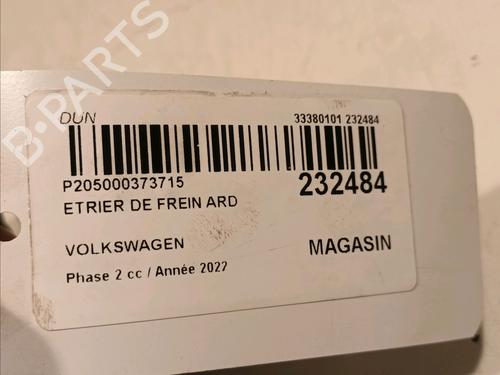 DUN
33380101 232484
P205000373715
232484
ETRIER DE FREIN ARD
VOLKSWAGEN
MAGASIN
Phase 2 cc / Année 2022
B-PARTS